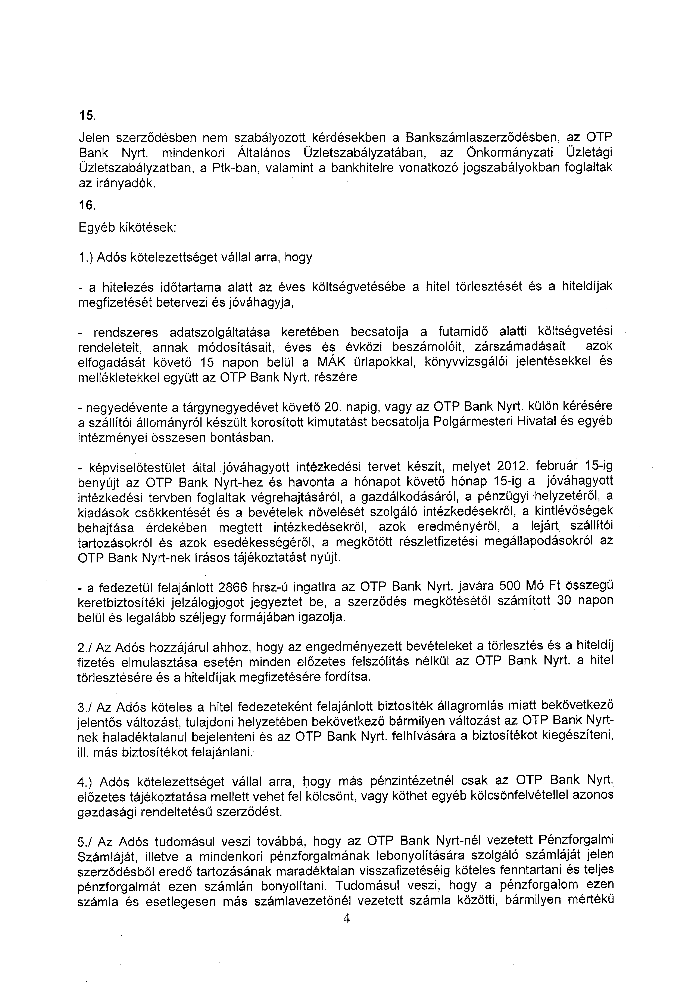 15.
Jelen szerződésben nem szabályozott kérdésekben a Bankszámlaszerződésben, az OTP
Bank Nyrt. mindenkori Általános Üzletszabályzatában, az Önkormányzati Üzletági
Üzletszabályzatban, a Ptk-ban, valamint a bankhitelre vonatkozó jogszabályokban foglaltak
az irányadók.
16.
Egyéb kikötések:
1.) Adós kötelezettséget vállal arra, hogy
- a hitelezés időtartama alatt az éves költségvetésébe a hitel törlesztését és a hiteldíjak
megfizetését betervezi és jóváhagyja,
- rendszeres adatszolgáltatása keretében becsatolja a futamidő alatti költségvetési
rendeleteit, annak módosításait, éves és évközi beszámolóit, zárszámadásait azok
elfogadását követő 15 napon belül a MÁK űrlapokkal, könyvvizsgálói jelentésekkel és
mellékletekkel együtt az OTP Bank Nyrt. részére
- negyedévente a tárgynegyedévet követő 20. napig, vagy az OTP Bank Nyrt. külön kérésére
a szállítói állományról készült korosított kimutatást becsatolja Polgármesteri Hivatal és egyéb
intézményei összesen bontásban.
- képviselőtestület által jóváhagyott intézkedési tervet készít, melyet 2012. február 15-ig
benyújt az OTP Bank Nyrt-hez és havonta a hónapot követő hónap 15-ig a jóváhagyott
intézkedési tervben foglaltak végrehajtásáról, a gazdálkodásáról, a pénzügyi helyzetéről, a
kiadások csökkentését és a bevételek növelését szolgáló intézkedésekről, a kintlévőségek
behajtása érdekében megtett intézkedésekről, azok eredményéről, a lejárt szállítói
tartozásokról és azok esedékességéről, a megkötött részletfizetési megállapodásokról az
OTP Bank Nyrt-nek írásos tájékoztatást nyújt.
- a fedezetül felajánlott 2866 hrsz-ú ingatlra az OTP Bank Nyrt. javára 500 Mó Ft összegű
keretbiztosítéki jelzálogjogot jegyeztet be, a szerződés megkötésétől számított 30 napon
belül és legalább széljegy formájában igazolja.
2./ Az Adós hozzájárul ahhoz, hogy az engedményezett bevételeket a törlesztés és a hiteldíj
fizetés elmulasztása esetén minden előzetes felszólítás nélkül az OTP Bank Nyrt. a hitel
törlesztésére és a hiteldíjak megfizetésére fordítsa.
3./ Az Adós köteles a hitel fedezeteként felajánlott biztosíték állagromlás miatt bekövetkező
jelentős változást, tulajdoni helyzetében bekövetkező bármilyen változást az OTP Bank Nyrt-
nek haladéktalanul bejelenteni és az OTP Bank Nyrt. felhívására a biztosítékot kiegészíteni,
ill. más biztosítékot felajánlani.
4.) Adós kötelezettséget vállal arra, hogy más pénzintézetnél csak az OTP Bank Nyrt.
előzetes tájékoztatása mellett vehet fel kölcsönt, vagy köthet egyéb kölcsönfelvétellel azonos
gazdasági rendeltetésű szerződést.
5./ Az Adós tudomásul veszi továbbá, hogy az OTP Bank Nyrt-nél vezetett Pénzforgalmi
Számláját, illetve a mindenkori pénzforgalmának lebonyolítására szolgáló számláját jelen
szerződésből eredő tartozásának maradéktalan visszafizetéséig köteles fenntartani és teljes
pénzforgalmát ezen számlán bonyolítani. Tudomásul veszi, hogy a pénzforgalom ezen
számla és esetlegesen más számlavezetőnél vezetett számla közötti, bármilyen mértékű
4